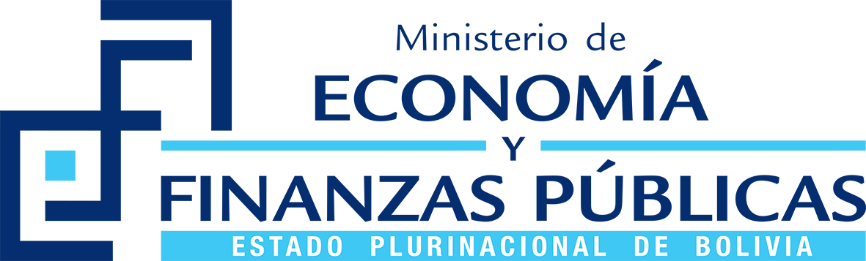 Ministerio de
ECONOMÍA
Y
FINANZAS PÚBLICAS
ESTADO PLURINACIONAL DE BOLIVIA